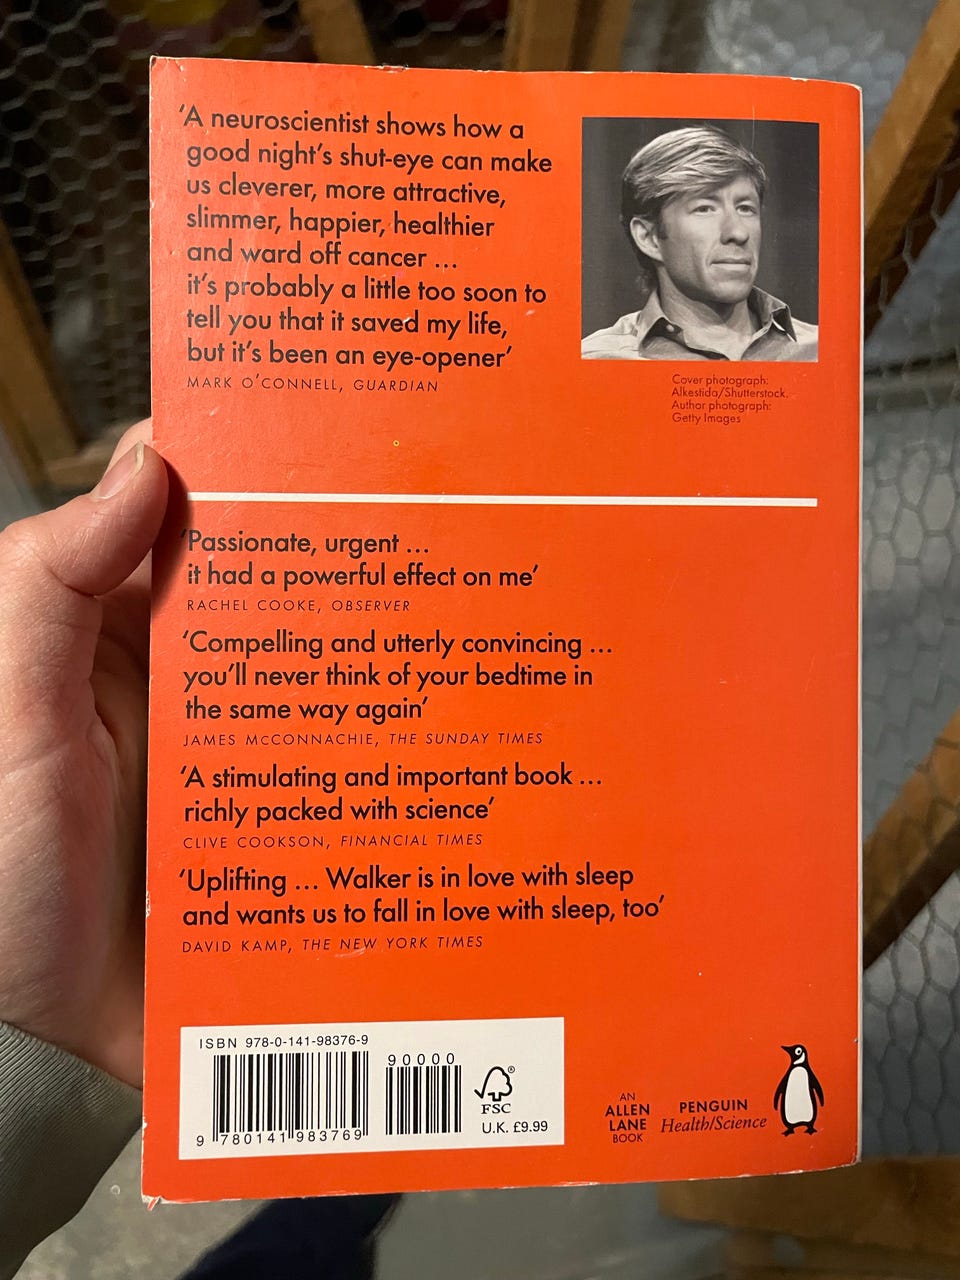 ‘A neuroscientist shows how a
good night’s shut-eye can make
us cleverer, more attractive,
slimmer, happier, healthier
and ward off cancer ...
it’s probably a little too soon to
tell you that it saved my life,
but it’s been an eye-opener’
MARK O’CONNELL, GUARDIAN
Cover photograph:
Alkestida/Shutterstock.
Author photograph:
Getty Images
‘Passionate, urgent ...
it had a powerful effect on me’
RACHEL COOKE, OBSERVER
‘Compelling and utterly convincing ...
you’ll never think of your bedtime in
the same way again’
JAMES McCONNACHIE, THE SUNDAY TIMES
‘A stimulating and important book ...
richly packed with science’
CLIVE COOKSON, FINANCIAL TIMES
‘Uplifting ... Walker is in love with sleep
and wants us to fall in love with sleep, too’
DAVID KAMP, THE NEW YORK TIMES
ISBN 978-0-141-98376-9
90000
9 780141 983769
®
FSC
U.K. £9.99
AN
ALLEN
LANE
BOOK
PENGUIN
Health/Science